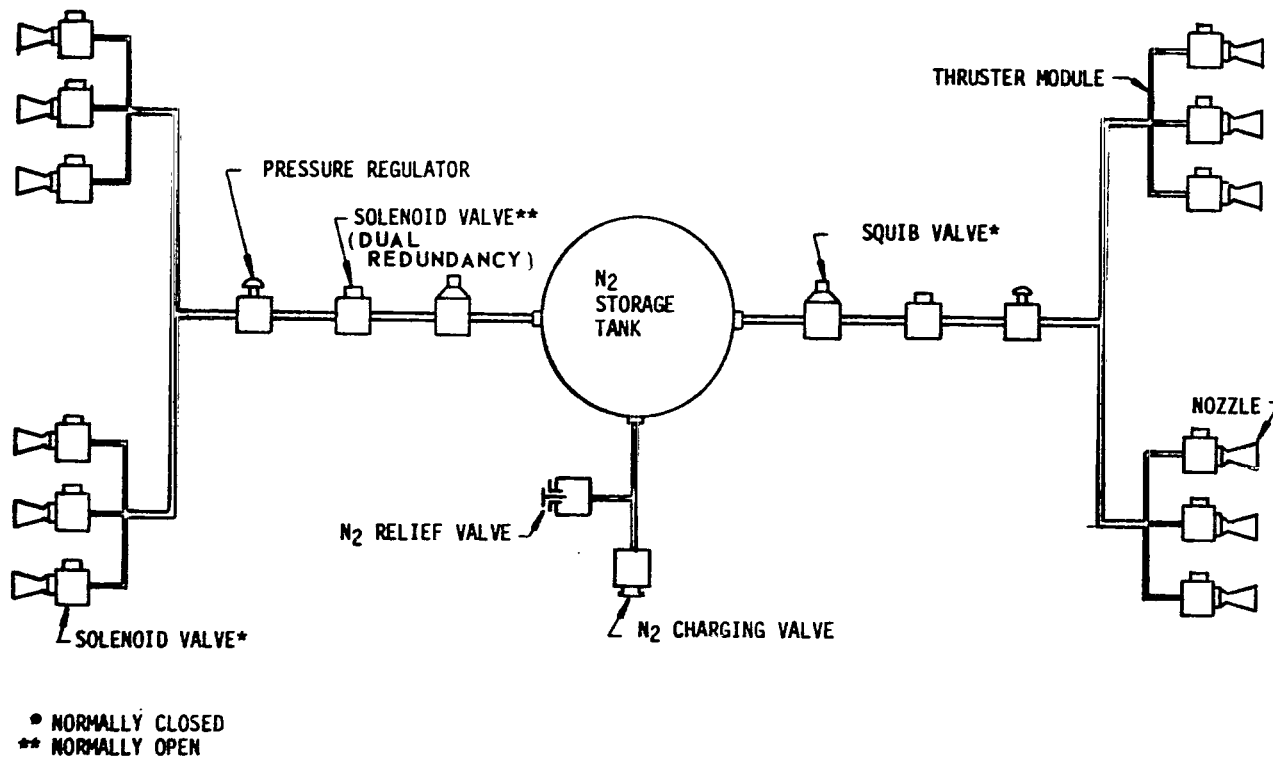 THRUSTER MODULE
PRESSURE REGULATOR
SOLENOID VALVE**
(DUAL
REDUNDANCY)
SQUIB VALVE*
N2
STORAGE
TANK
NOZZLE
N2 RELIEF VALVE
SOLENOID VALVE*
N2 CHARGING VALVE
* NORMALLY CLOSED
** NORMALLY OPEN